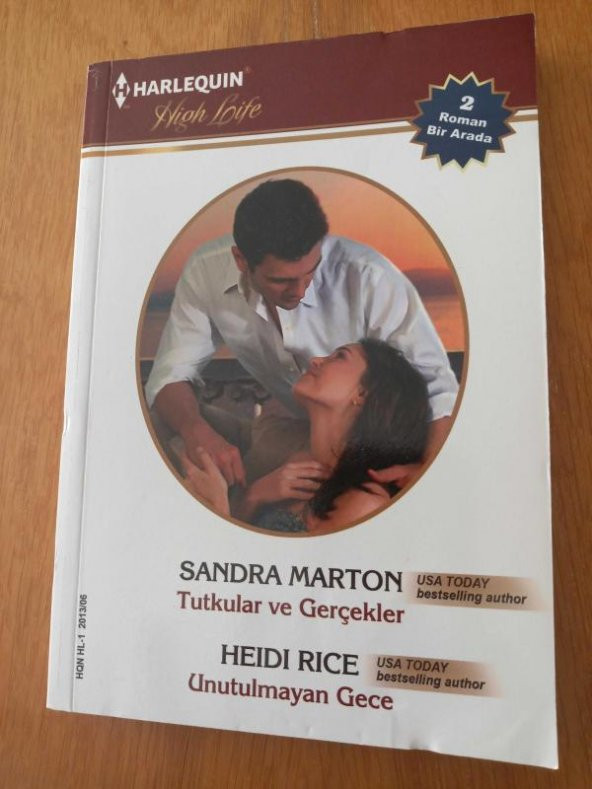 HARLEQUIN
High Life
2
Roman
Bir Arada
SANDRA MARTON
USA TODAY
bestselling author
Tutkular ve Gerçekler
HEIDI RICE
USA TODAY
bestselling author
Unutulmayan Gece
HQN HL-1 2013/06